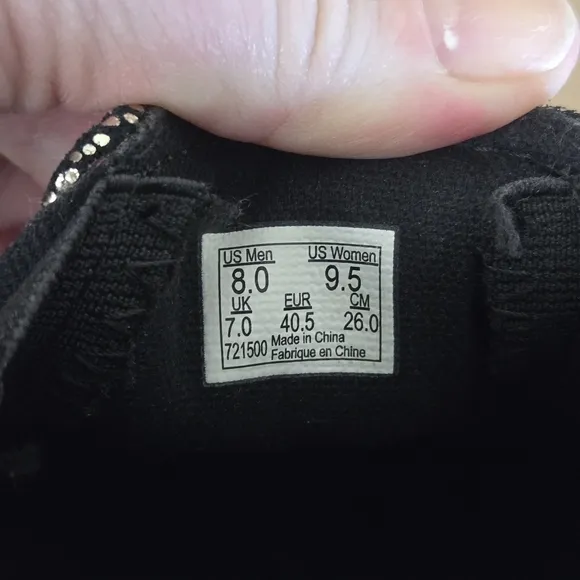 US Men US Women
8.0 9.5
UK EUR CM
7.0 40.5 26.0
721500 Made in China
Fabrique en Chine